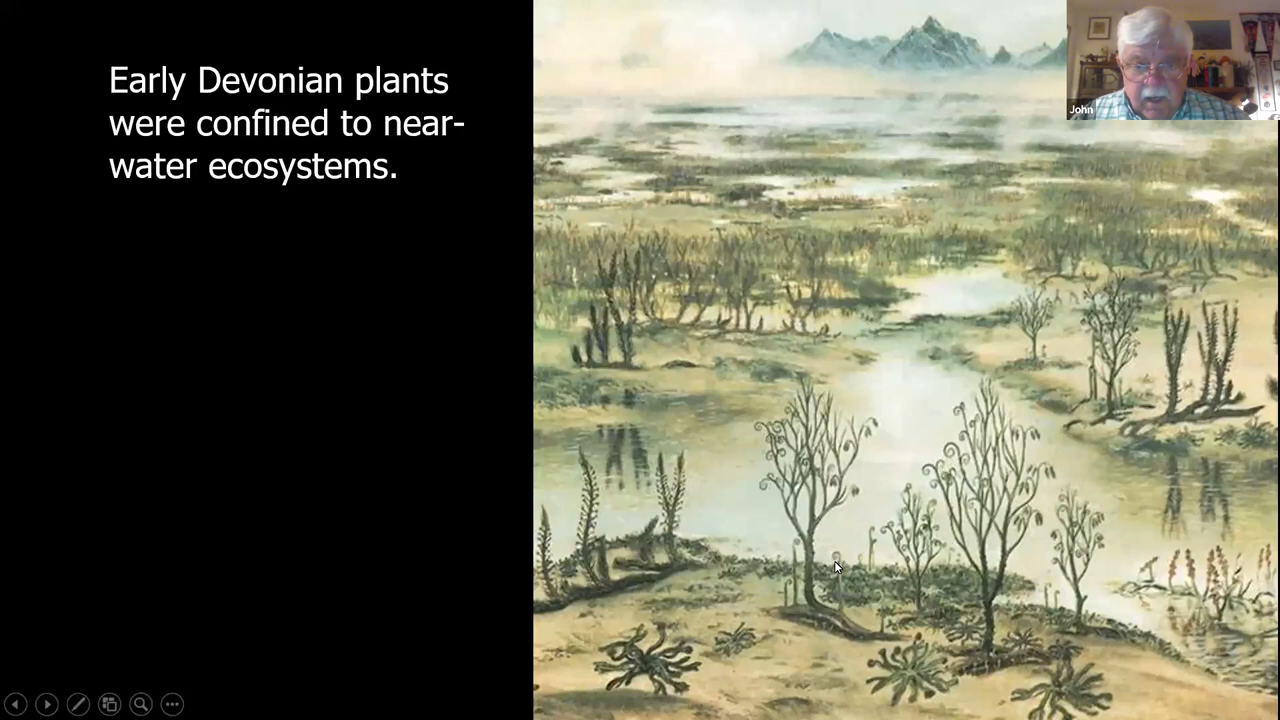 Early Devonian plants
were confined to near-
water ecosystems.
John